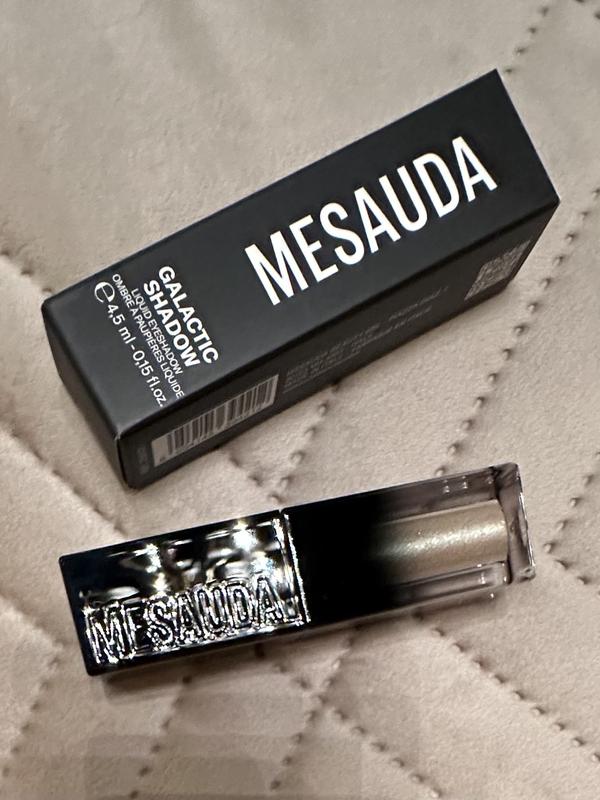 MESAUDA
GALACTIC
SHADOW
LIQUID EYESHADOW
OMBRE À PAUPIÈRES LIQUIDE
℮ 4,5 ml - 0,15 fl.oz.
MESAUDA